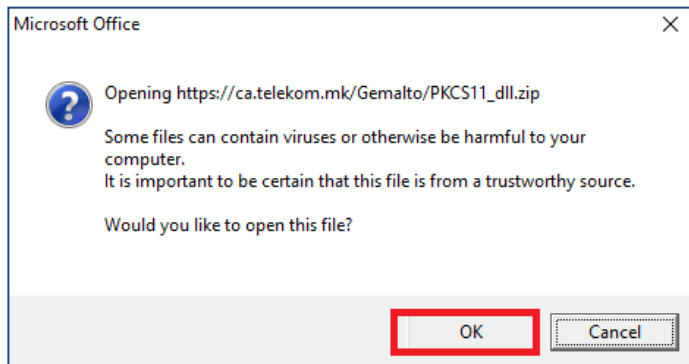 Microsoft Office
Opening https://ca.telekom.mk/Gemalto/PKCS11_dll.zip
Some files can contain viruses or otherwise be harmful to your
computer.
It is important to be certain that this file is from a trustworthy source.
Would you like to open this file?
OK
Cancel